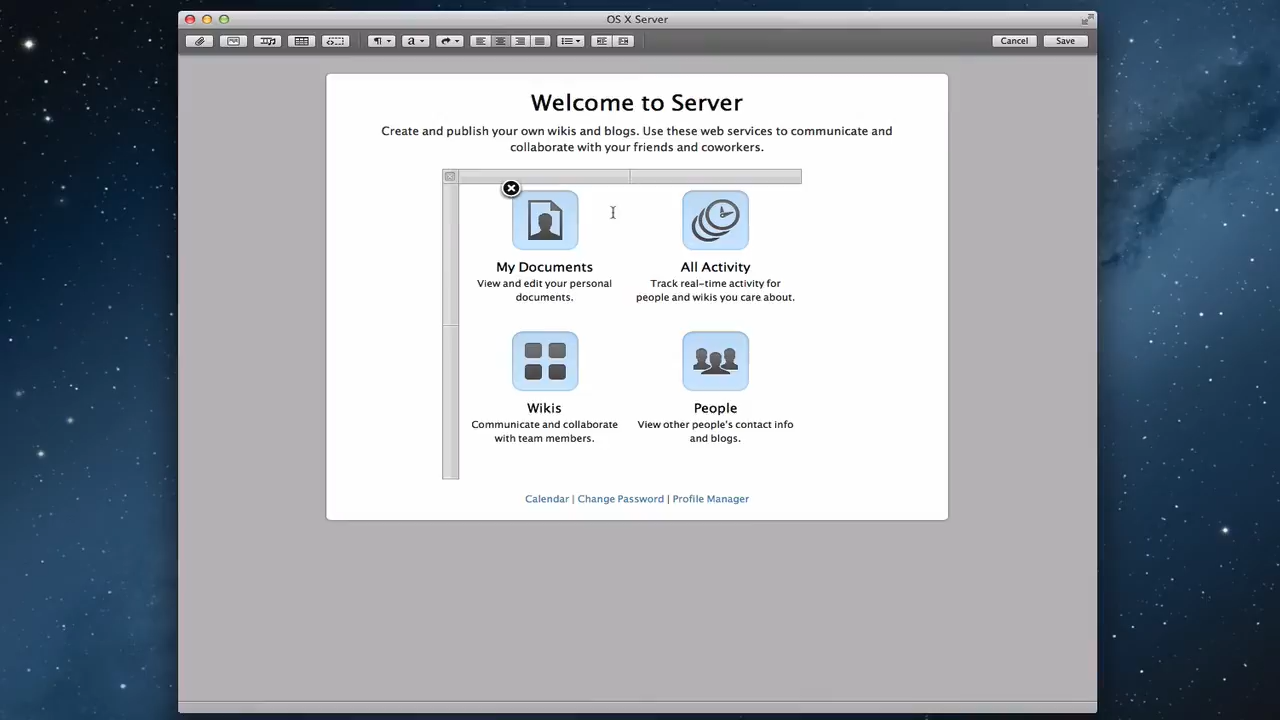 OS X Server
¶ a
Cancel Save
Welcome to Server
Create and publish your own wikis and blogs. Use these web services to communicate and
collaborate with your friends and coworkers.
My Documents
View and edit your personal
documents.
All Activity
Track real-time activity for
people and wikis you care about.
Wikis
Communicate and collaborate
with team members.
People
View other people's contact info
and blogs.
Calendar | Change Password | Profile Manager